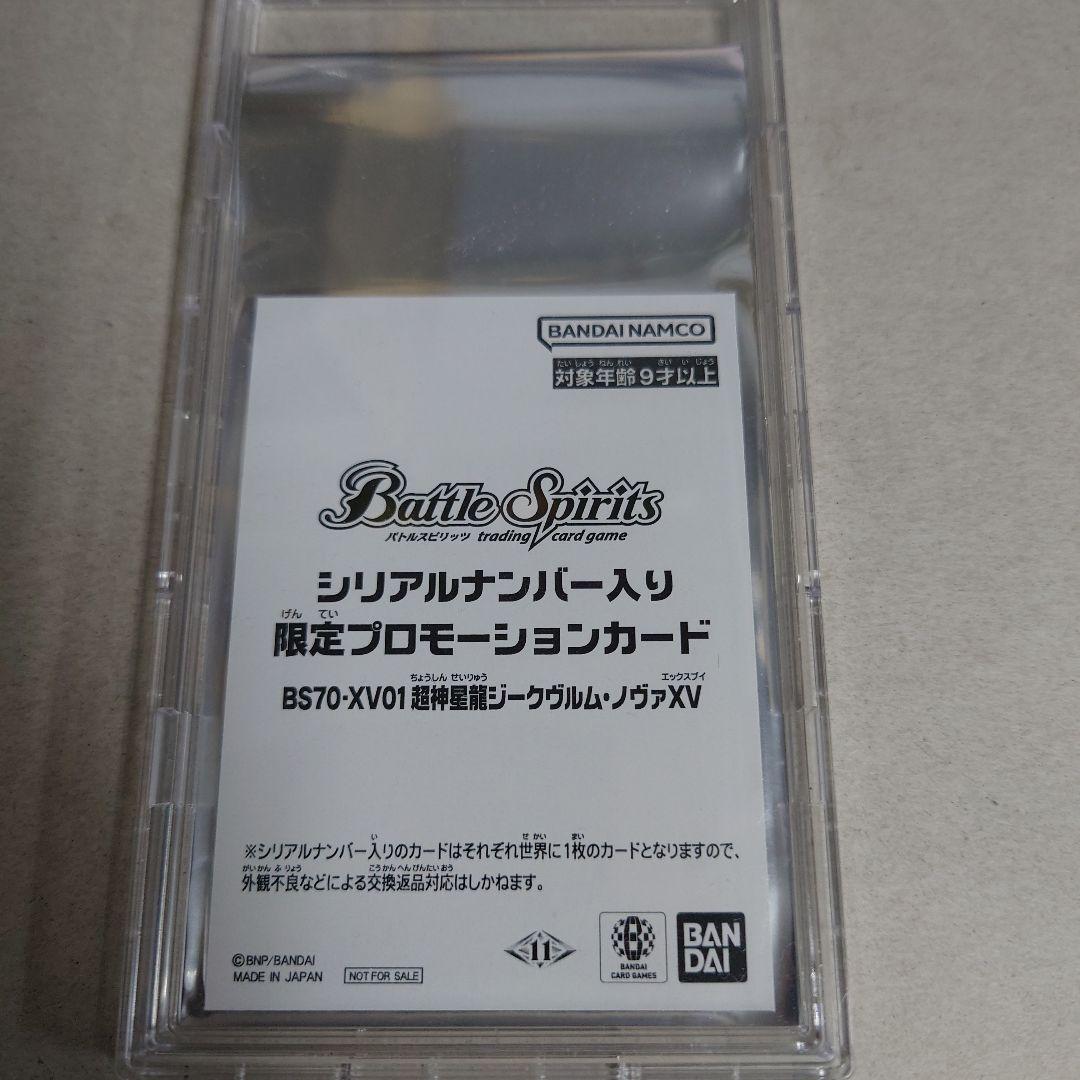 BANDAI NAMCO
たいしょうねんれい さいいじょう
対象年齢9才以上
Battle Spirits
バトルスピリッツ trading card game
シリアルナンバー入り
げんてい
限定プロモーションカード
ちょうしんせいりゅう エックスブイ
BS70-XV01 超神星龍ジークヴルム・ノヴァXV
い せかい まい
※シリアルナンバー入りのカードはそれぞれ世界に1枚のカードとなりますので、
がいかんふりょう こうかんへんぴんたいおう
外観不良などによる交換返品対応はしかねます。
©BNP/BANDAI
MADE IN JAPAN
NOT FOR SALE
11
BANDAI
CARD GAMES
BAN
DAI